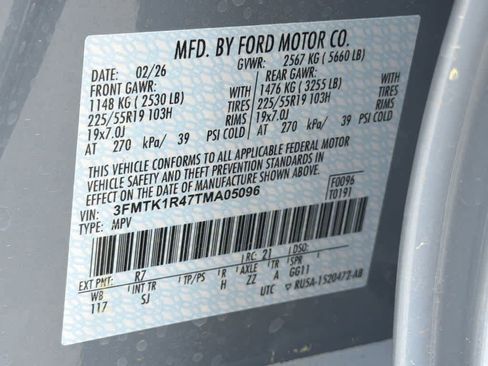 MFD. BY FORD MOTOR CO.
DATE: 02/26 GVWR: 2567 KG ( 5660 LB)
FRONT GAWR: REAR GAWR:
1148 KG ( 2530 LB) WITH 1476 KG ( 3255 LB) WITH
225/55R19 103H TIRES 225/55R19 103H TIRES
19x7.0J RIMS 19x7.0J RIMS
AT 270 kPa/ 39 PSI COLD AT 270 kPa/ 39 PSI COLD
THIS VEHICLE CONFORMS TO ALL APPLICABLE FEDERAL MOTOR
VEHICLE SAFETY AND THEFT PREVENTION STANDARDS IN
EFFECT ON THE DATE OF MANUFACTURE SHOWN ABOVE.
VIN: 3FMTK1R47TMA05096 F0096
TYPE: MPV T0191
EXT PNT: R7 RC: 21 DSO:
WB INT TR TP/PS R AXLE TR SPR
117 SJ H ZZ A GG11
UTC RU5A-1520472-AB